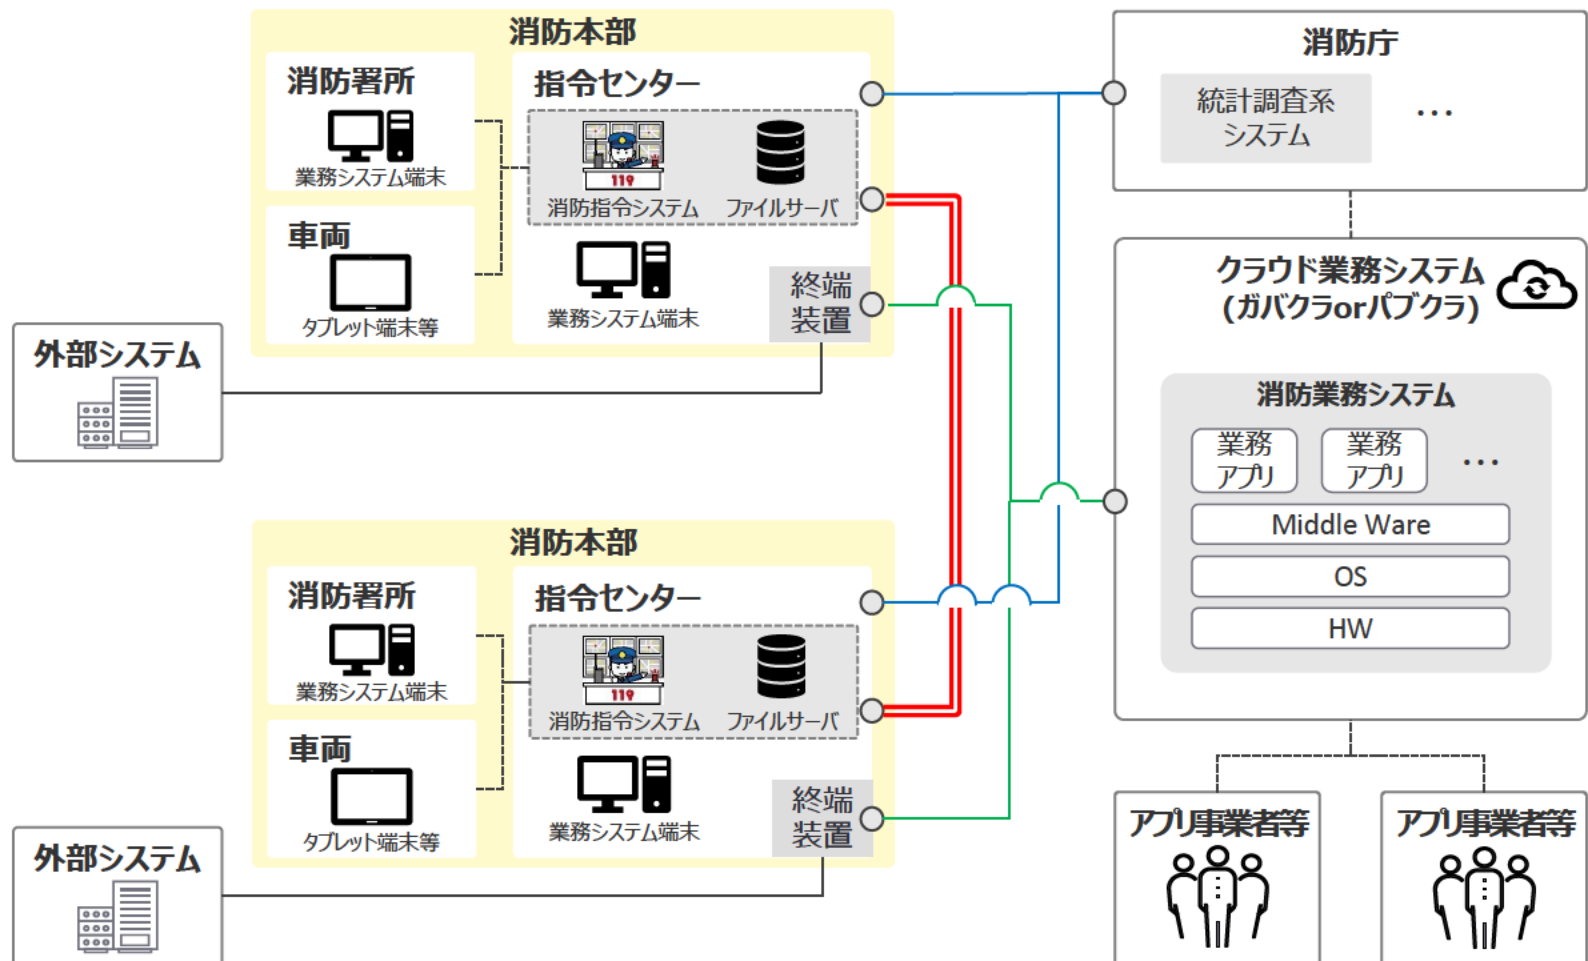 消防本部
消防署所
業務システム端末
車両
タブレット端末等
指令センター
119
消防指令システム
ファイルサーバ
業務システム端末
終端
装置
外部システム
消防本部
消防署所
業務システム端末
車両
タブレット端末等
指令センター
119
消防指令システム
ファイルサーバ
業務システム端末
終端
装置
外部システム
消防庁
統計調査系
システム
…
クラウド業務システム
(ガバクラorパブクラ)
消防業務システム
業務
アプリ
業務
アプリ
…
Middle Ware
OS
HW
アプリ事業者等
アプリ事業者等